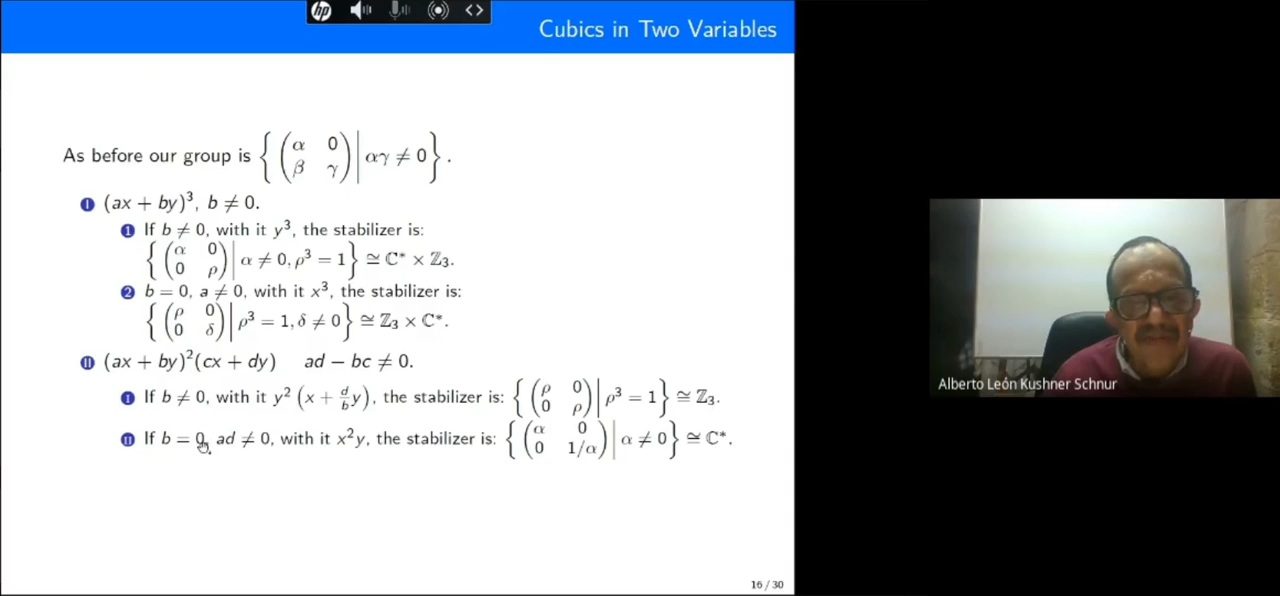 hp
Cubics in Two Variables
As before our group is { ( α 0 β γ ) | αγ ≠ 0 } .
I (ax + by)³, b ≠ 0.
1 If b ≠ 0, with it y³, the stabilizer is:
{ ( α 0 0 ρ ) | α ≠ 0, ρ³ = 1 } ≅ ℂ* × ℤ₃.
2 b = 0, a ≠ 0, with it x³, the stabilizer is:
{ ( ρ 0 0 δ ) | ρ³ = 1, δ ≠ 0 } ≅ ℤ₃ × ℂ*.
II (ax + by)²(cx + dy) ad − bc ≠ 0.
I If b ≠ 0, with it y² (x + d/b y), the stabilizer is: { ( ρ 0 0 ρ ) | ρ³ = 1 } ≅ ℤ₃.
II If b = 0, ad ≠ 0, with it x²y, the stabilizer is: { ( α 0 0 1/α ) | α ≠ 0 } ≅ ℂ*.
16 / 30
Alberto León Kushner Schnur